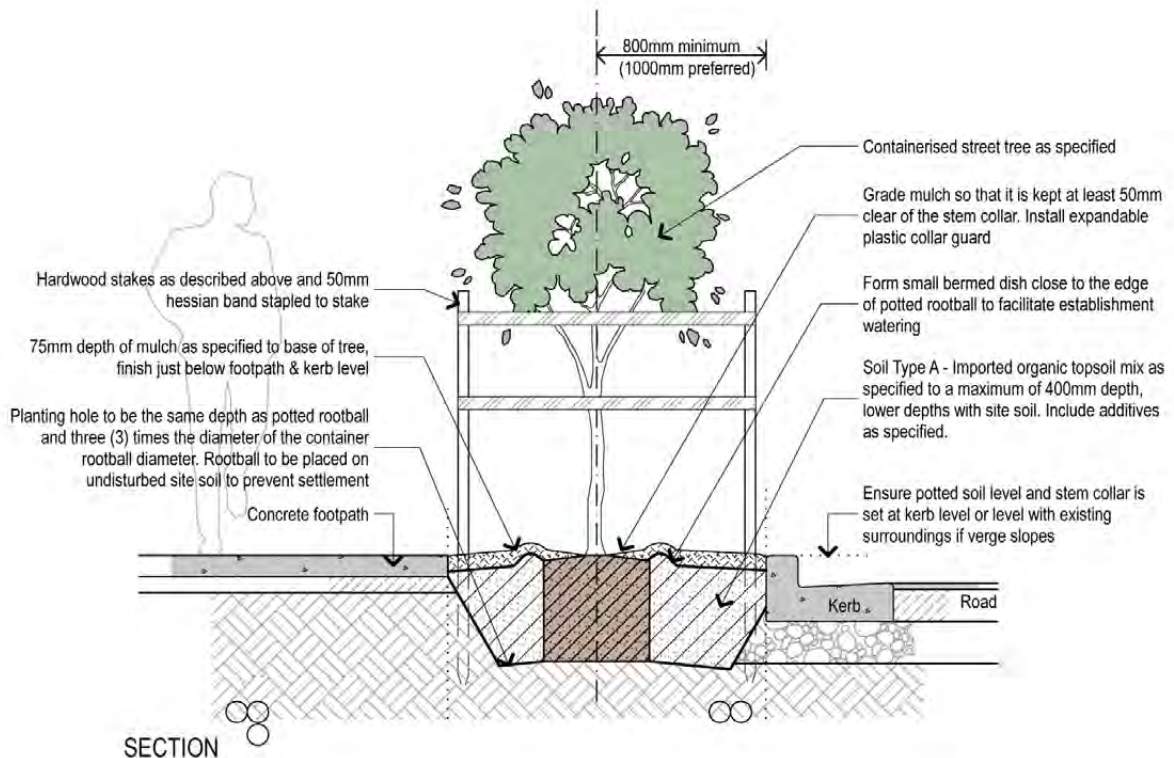 800mm minimum
(1000mm preferred)
Containerised street tree as specified
Grade mulch so that it is kept at least 50mm
clear of the stem collar. Install expandable
plastic collar guard
Hardwood stakes as described above and 50mm
hessian band stapled to stake
Form small bermed dish close to the edge
of potted rootball to facilitate establishment
watering
75mm depth of mulch as specified to base of tree,
finish just below footpath & kerb level
Soil Type A - Imported organic topsoil mix as
specified to a maximum of 400mm depth,
lower depths with site soil. Include additives
as specified.
Planting hole to be the same depth as potted rootball
and three (3) times the diameter of the container
rootball diameter. Rootball to be placed on
undisturbed site soil to prevent settlement
Ensure potted soil level and stem collar is
set at kerb level or level with existing
surroundings if verge slopes
Concrete footpath
Kerb
Road
SECTION